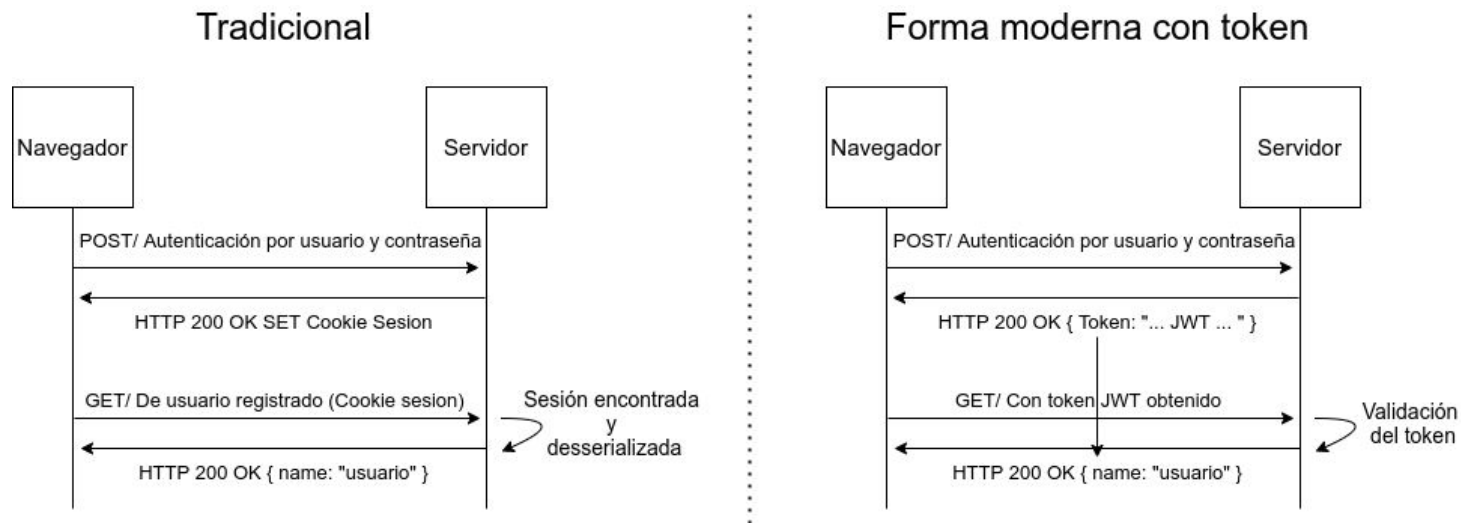 Tradicional
Navegador
Servidor
POST/ Autenticación por usuario y contraseña
HTTP 200 OK SET Cookie Sesion
GET/ De usuario registrado (Cookie sesion)
Sesión encontrada
y
desserializada
HTTP 200 OK { name: "usuario" }
Forma moderna con token
Navegador
Servidor
POST/ Autenticación por usuario y contraseña
HTTP 200 OK { Token: "... JWT ... " }
GET/ Con token JWT obtenido
Validación
del token
HTTP 200 OK { name: "usuario" }